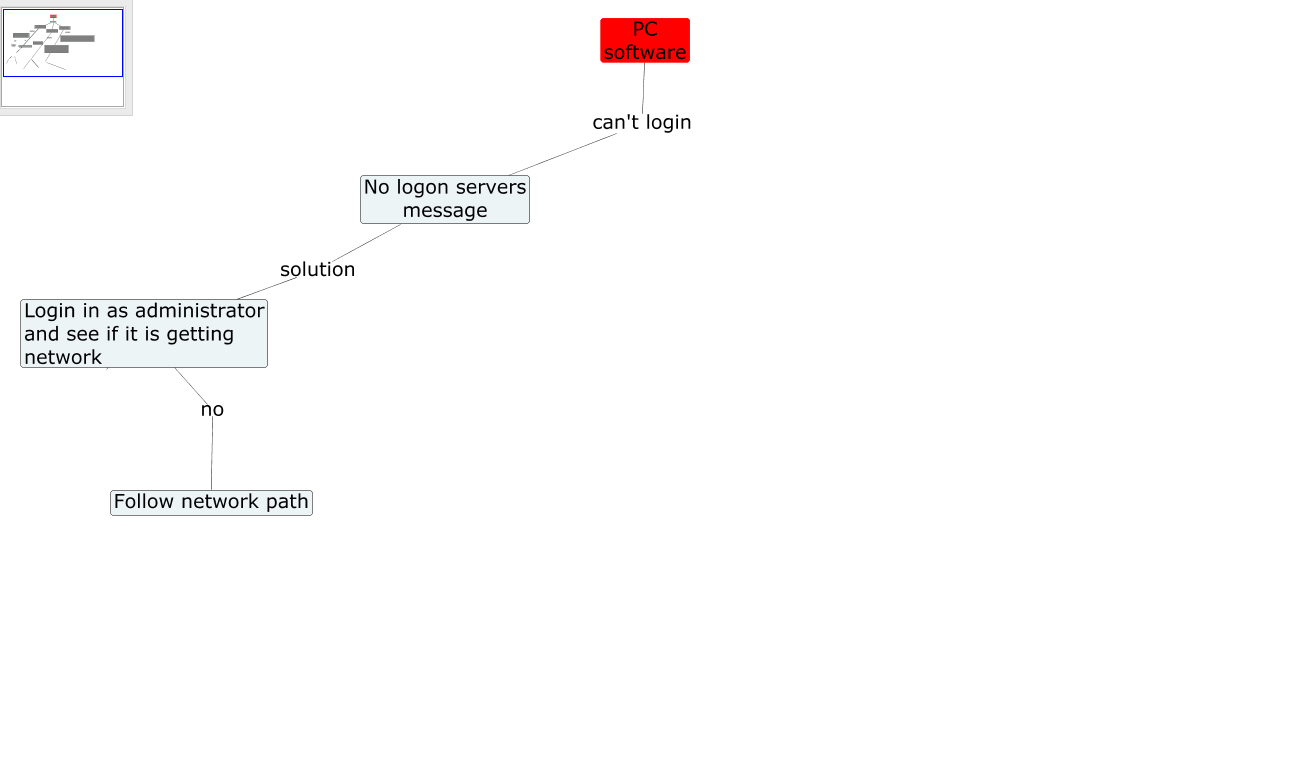 PC
software
can't login
No logon servers
message
solution
Login in as administrator
and see if it is getting
network
no
Follow network path